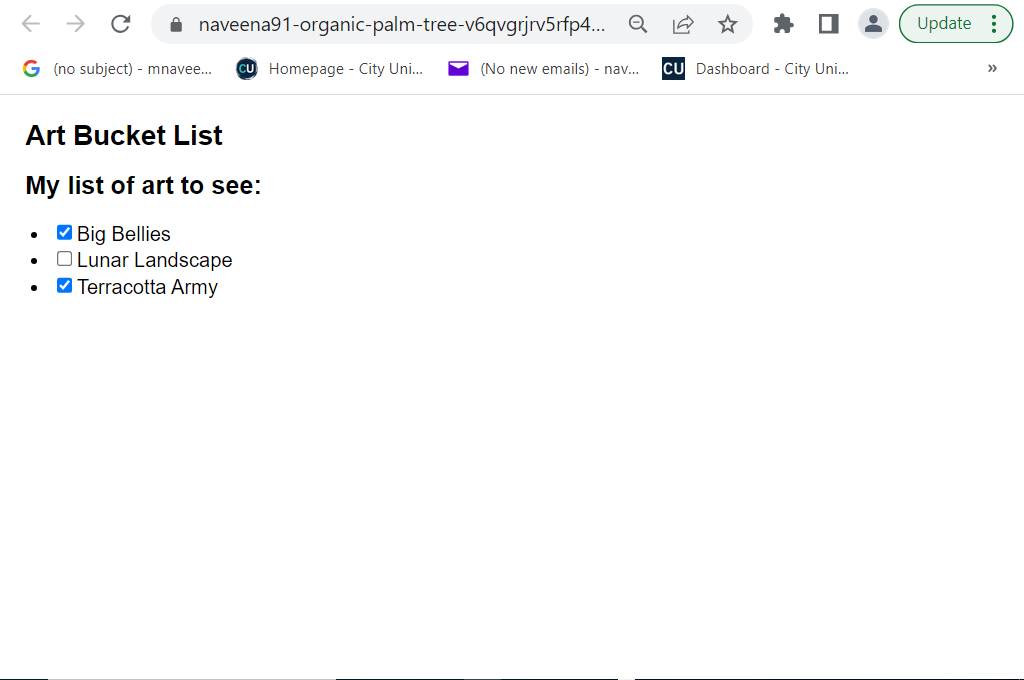 naveena91-organic-palm-tree-v6qvgrjrv5rfp4...
Update
(no subject) - mnavee...
CU
Homepage - City Uni...
(No new emails) - nav...
CU
Dashboard - City Uni...
»
Art Bucket List
My list of art to see:
Big Bellies
Lunar Landscape
Terracotta Army